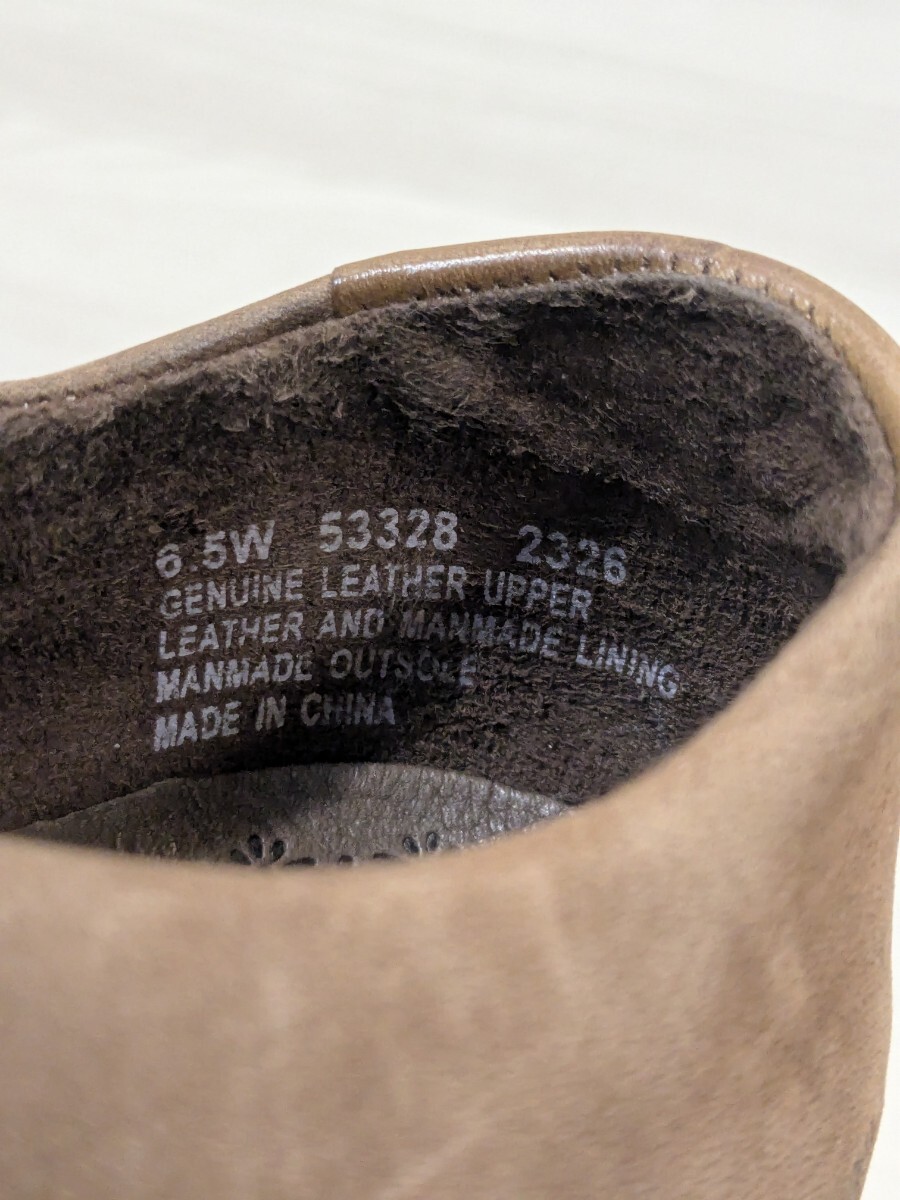 6.5W 53328 2326
GENUINE LEATHER UPPER
LEATHER AND MANMADE LINING
MANMADE OUTSOLE
MADE IN CHINA